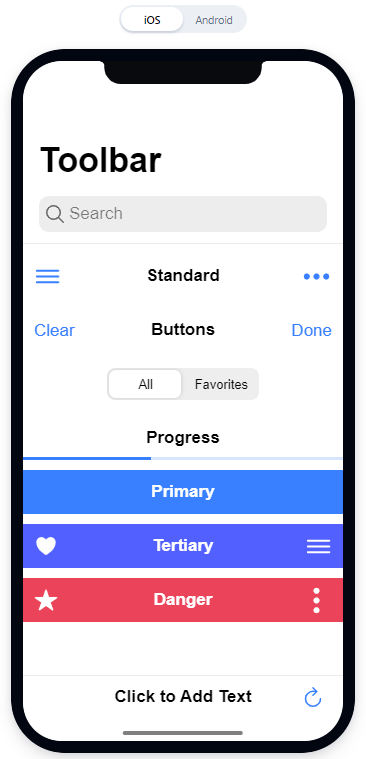 iOS Android
Toolbar
Search
Standard
Clear Buttons Done
All Favorites
Progress
Primary
Tertiary
Danger
Click to Add Text